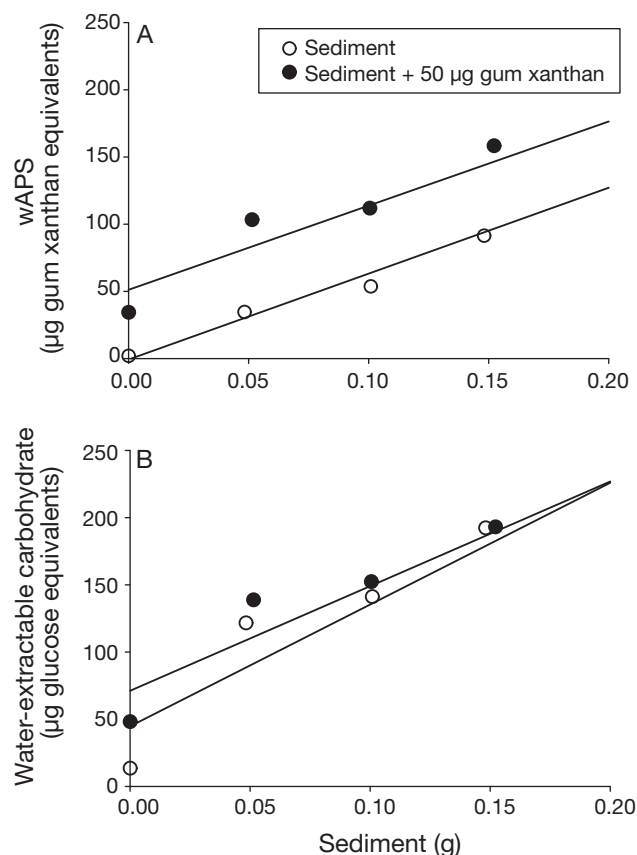 A
Sediment
Sediment + 50 µg gum xanthan
250
200
150
100
50
0
wAPS
(µg gum xanthan equivalents)
0.00 0.05 0.10 0.15 0.20
B
250
200
150
100
50
0
Water-extractable carbohydrate
(µg glucose equivalents)
0.00 0.05 0.10 0.15 0.20
Sediment (g)